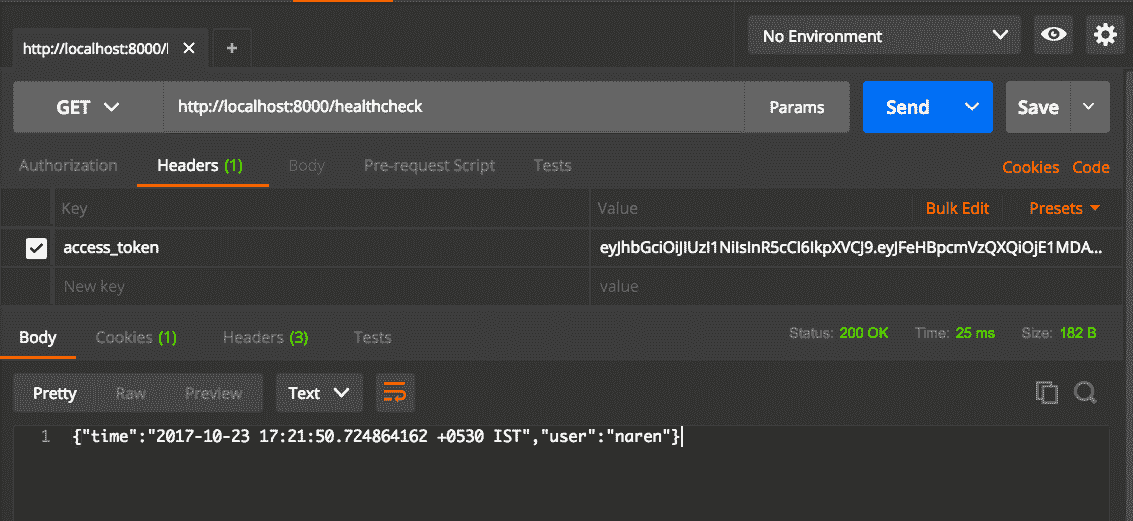 http://localhost:8000/l
No Environment
GET http://localhost:8000/healthcheck Params Send Save
Authorization Headers (1) Body Pre-request Script Tests Cookies Code
Key Value Bulk Edit Presets
access_token eyJhbGciOiJIUzI1NiIsInR5cCI6IkpXVCJ9.eyJFeHBpcmVzQXQiOjE1MDA...
New key value
Body Cookies (1) Headers (3) Tests Status: 200 OK Time: 25 ms Size: 182 B
Pretty Raw Preview Text
1 {"time":"2017-10-23 17:21:50.724864162 +0530 IST","user":"naren"}